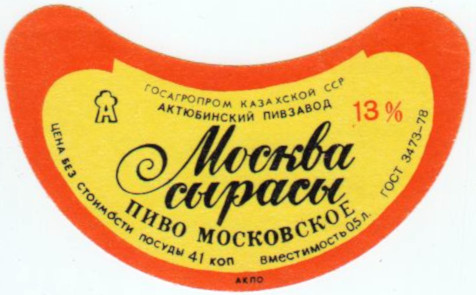 ГОСАГРОПРОМ КАЗАХСКОЙ ССР
АКТЮБИНСКИЙ ПИВЗАВОД
13%
Москва
сырасы
ПИВО МОСКОВСКОЕ
ЦЕНА БЕЗ СТОИМОСТИ ПОСУДЫ 41 КОП
ВМЕСТИМОСТЬ 0,5 Л.
ГОСТ 3473-78
АКПО